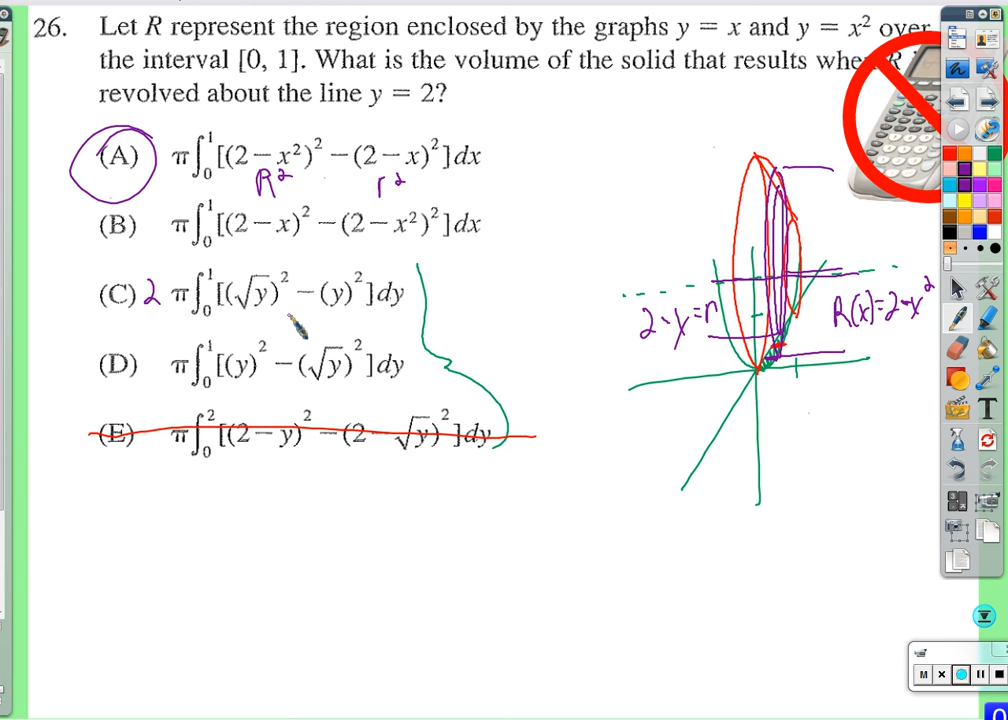 26. Let R represent the region enclosed by the graphs y = x and y = x² over
the interval [0, 1]. What is the volume of the solid that results when R
revolved about the line y = 2?
(A) π∫₀¹ [(2 − x²)² − (2 − x)²] dx
R² r²
(B) π∫₀¹ [(2 − x)² − (2 − x²)²] dx
(C) 2 π∫₀¹ [(√y)² − (y)²] dy
(D) π∫₀¹ [(y)² − (√y)²] dy
(E) π∫₀² [(2 − y)² − (2 − √y)²] dy
R(x) = 2 - x²
T
M